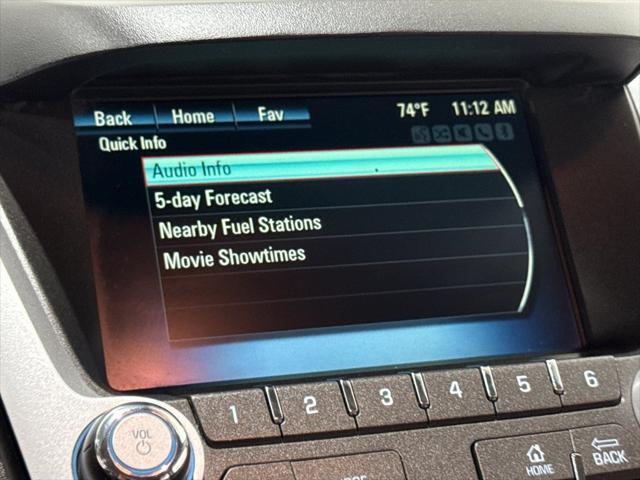 Back Home Fav 74°F 11:12 AM
Quick Info
Audio Info
5-day Forecast
Nearby Fuel Stations
Movie Showtimes
1 2 3 4 5 6
VOL
HOME BACK